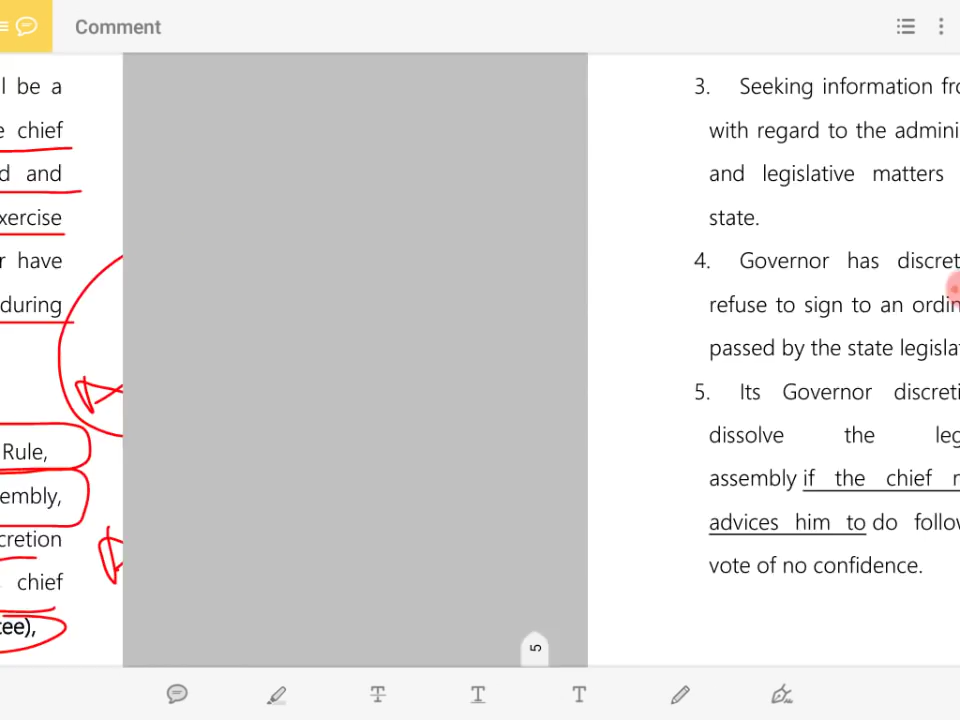 Comment
l be a
e chief
d and
xercise
r have
during
Rule,
embly,
cretion
chief
tee),
5
3. Seeking information fro
with regard to the admini
and legislative matters
state.
4. Governor has discret
refuse to sign to an ordin
passed by the state legisla
5. Its Governor discreti
dissolve the leg
assembly if the chief m
advices him to do follow
vote of no confidence.